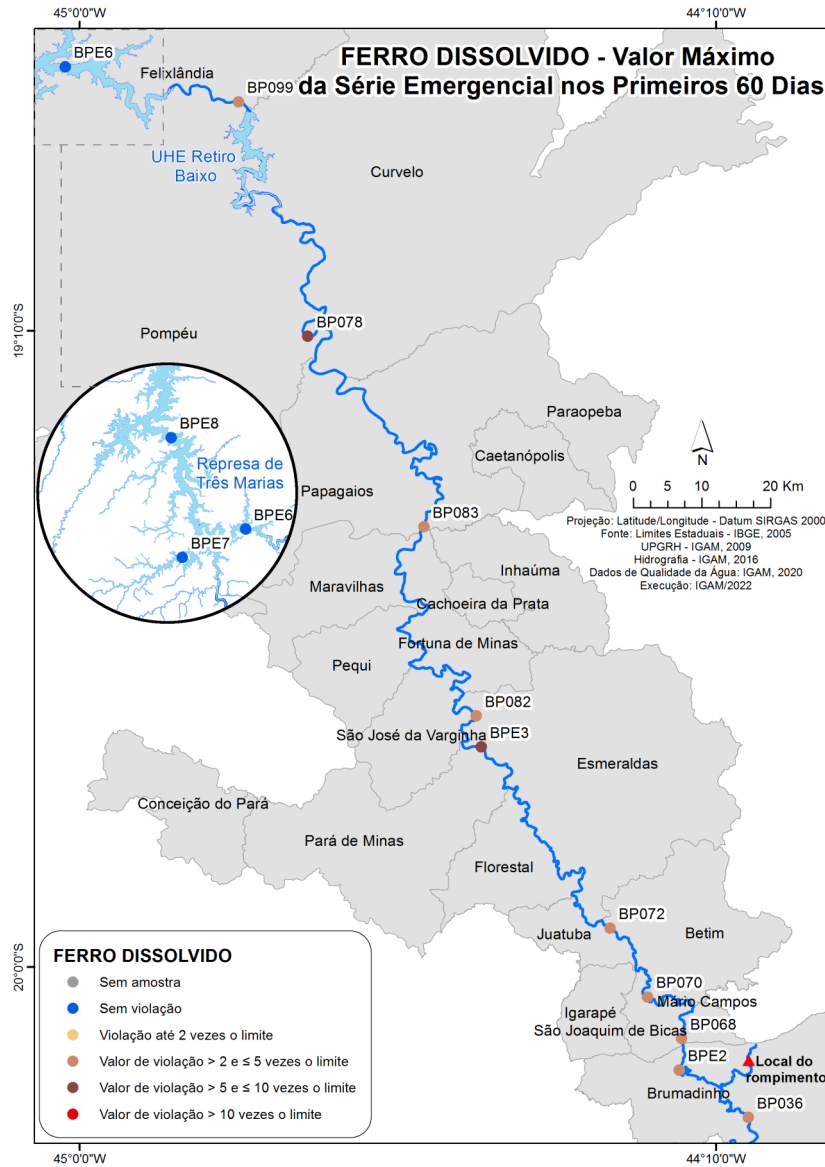 45°0'0"W
44°10'0"W
FERRO DISSOLVIDO - Valor Máximo
da Série Emergencial nos Primeiros 60 Dias
BPE6
Felixlândia
BP099
UHE Retiro
Baixo
Curvelo
19°10'0"S
BP078
Pompéu
Paraopeba
BPE8
Caetanópolis
Represa de
Três Marias
N
Papagaios
0 5 10 20 Km
BPE6
BP083
Projeção: Latitude/Longitude - Datum SIRGAS 2000
Fonte: Limites Estaduais - IBGE, 2005
UPGRH - IGAM, 2009
Hidrografia - IGAM, 2016
Dados de Qualidade da Água: IGAM, 2020
Execução: IGAM/2022
BPE7
Inhaúma
Maravilhas
Cachoeira da Prata
Fortuna de Minas
Pequi
BP082
São José da Varginha
BPE3
Esmeraldas
Conceição do Pará
Pará de Minas
Florestal
BP072
Juatuba
Betim
20°0'0"S
BP070
Mário Campos
Igarapé
São Joaquim de Bicas
BP068
Local do
rompimento
BPE2
Brumadinho
BP036
FERRO DISSOLVIDO
Sem amostra
Sem violação
Violação até 2 vezes o limite
Valor de violação > 2 e ≤ 5 vezes o limite
Valor de violação > 5 e ≤ 10 vezes o limite
Valor de violação > 10 vezes o limite
45°0'0"W
44°10'0"W